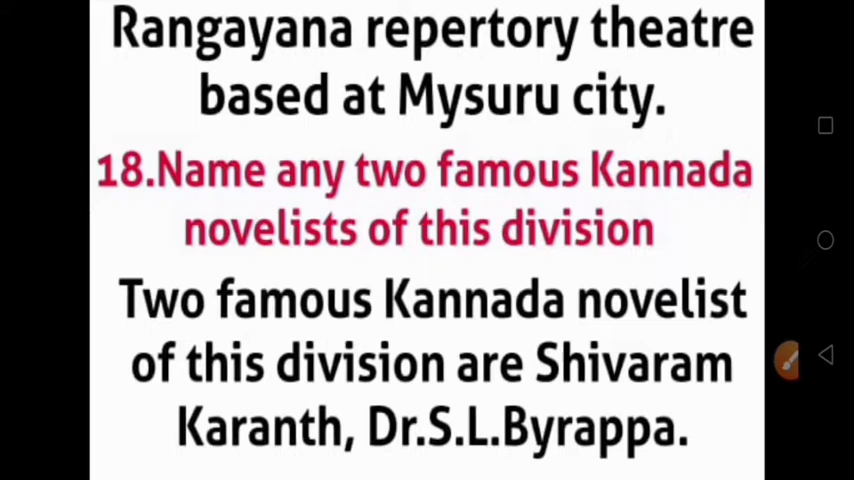 Rangayana repertory theatre
based at Mysuru city.
18.Name any two famous Kannada
novelists of this division
Two famous Kannada novelist
of this division are Shivaram
Karanth, Dr.S.L.Byrappa.